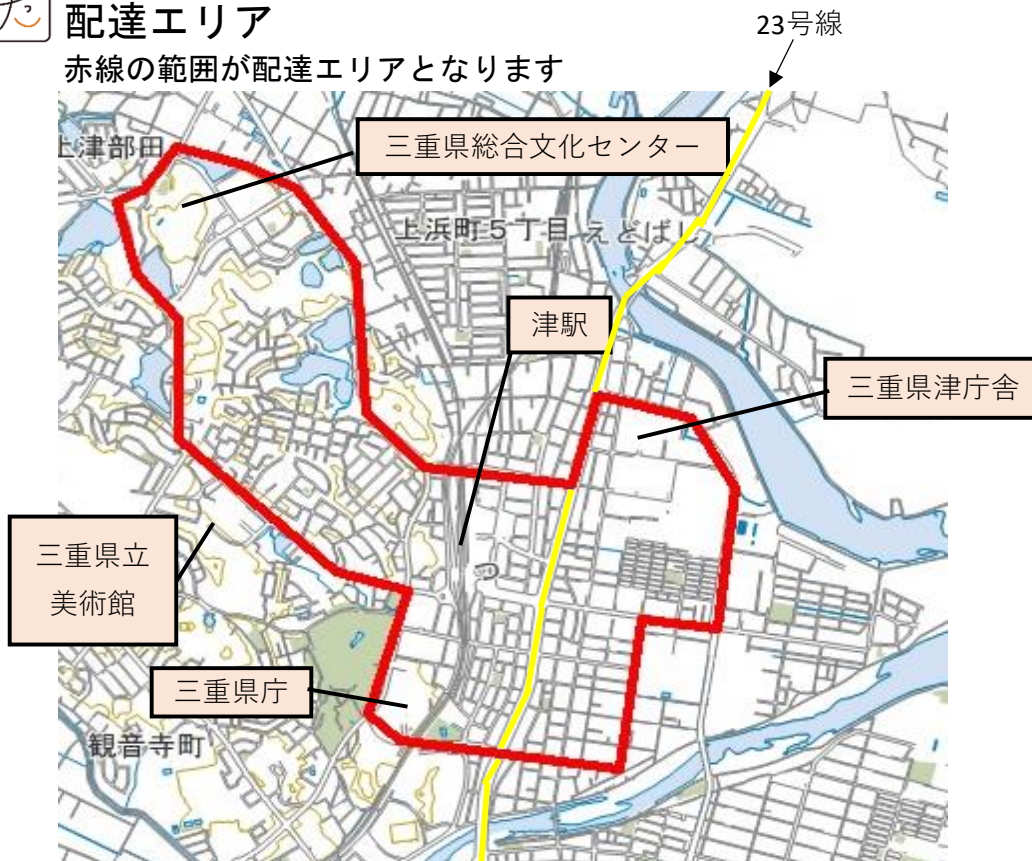 配達エリア
23号線
赤線の範囲が配達エリアとなります
上津部田
三重県総合文化センター
上浜町5丁目
えどばし
津駅
三重県津庁舎
三重県立
美術館
つ
三重県庁
観音寺町